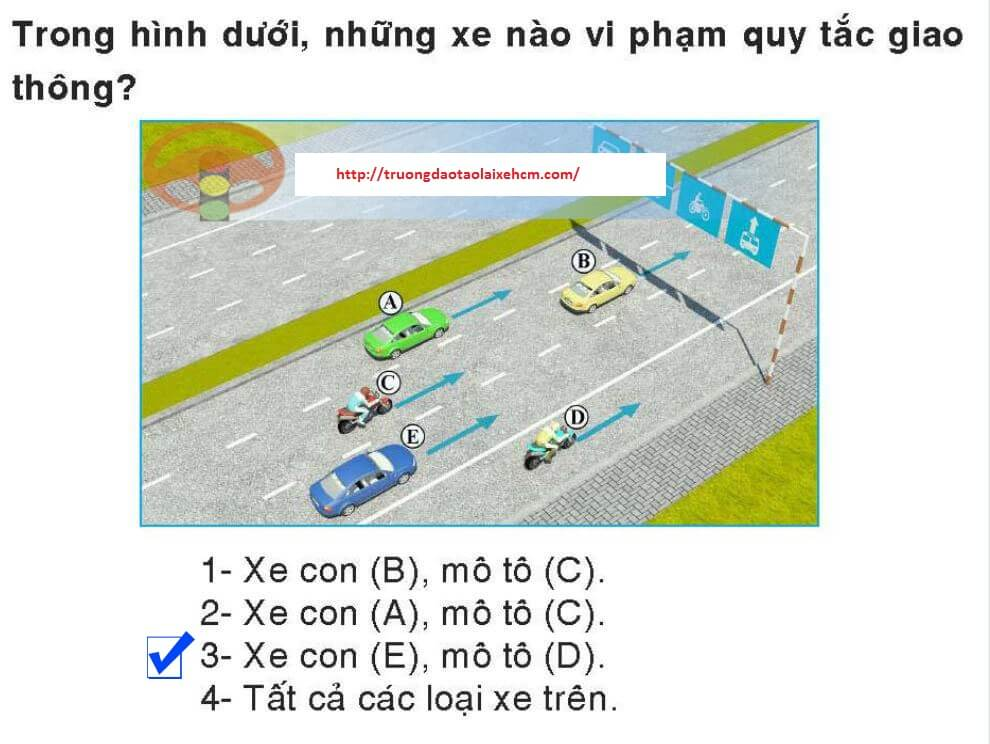 Trong hình dưới, những xe nào vi phạm quy tắc giao
thông?
http://truongdaotaolaixehcm.com/
B
A
C
D
E
1- Xe con (B), mô tô (C).
2- Xe con (A), mô tô (C).
3- Xe con (E), mô tô (D).
4- Tất cả các loại xe trên.